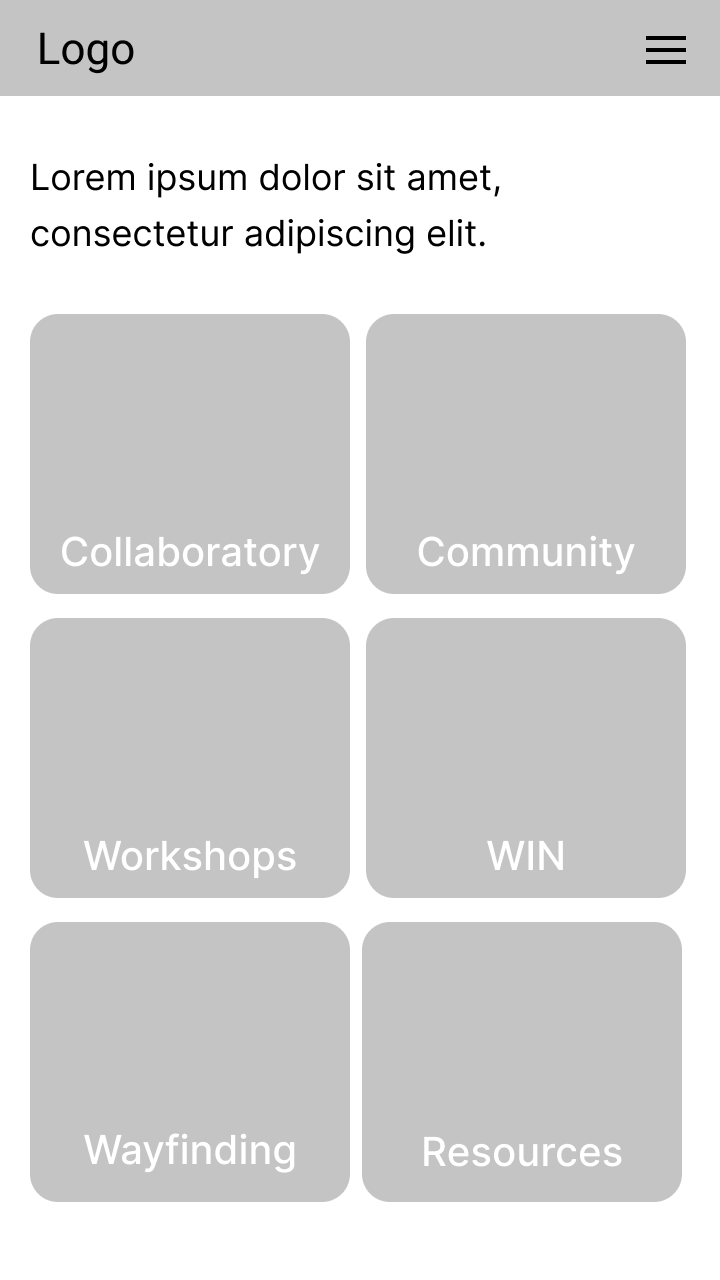 Logo
Lorem ipsum dolor sit amet,
consectetur adipiscing elit.
Collaboratory
Community
Workshops
WIN
Wayfinding
Resources